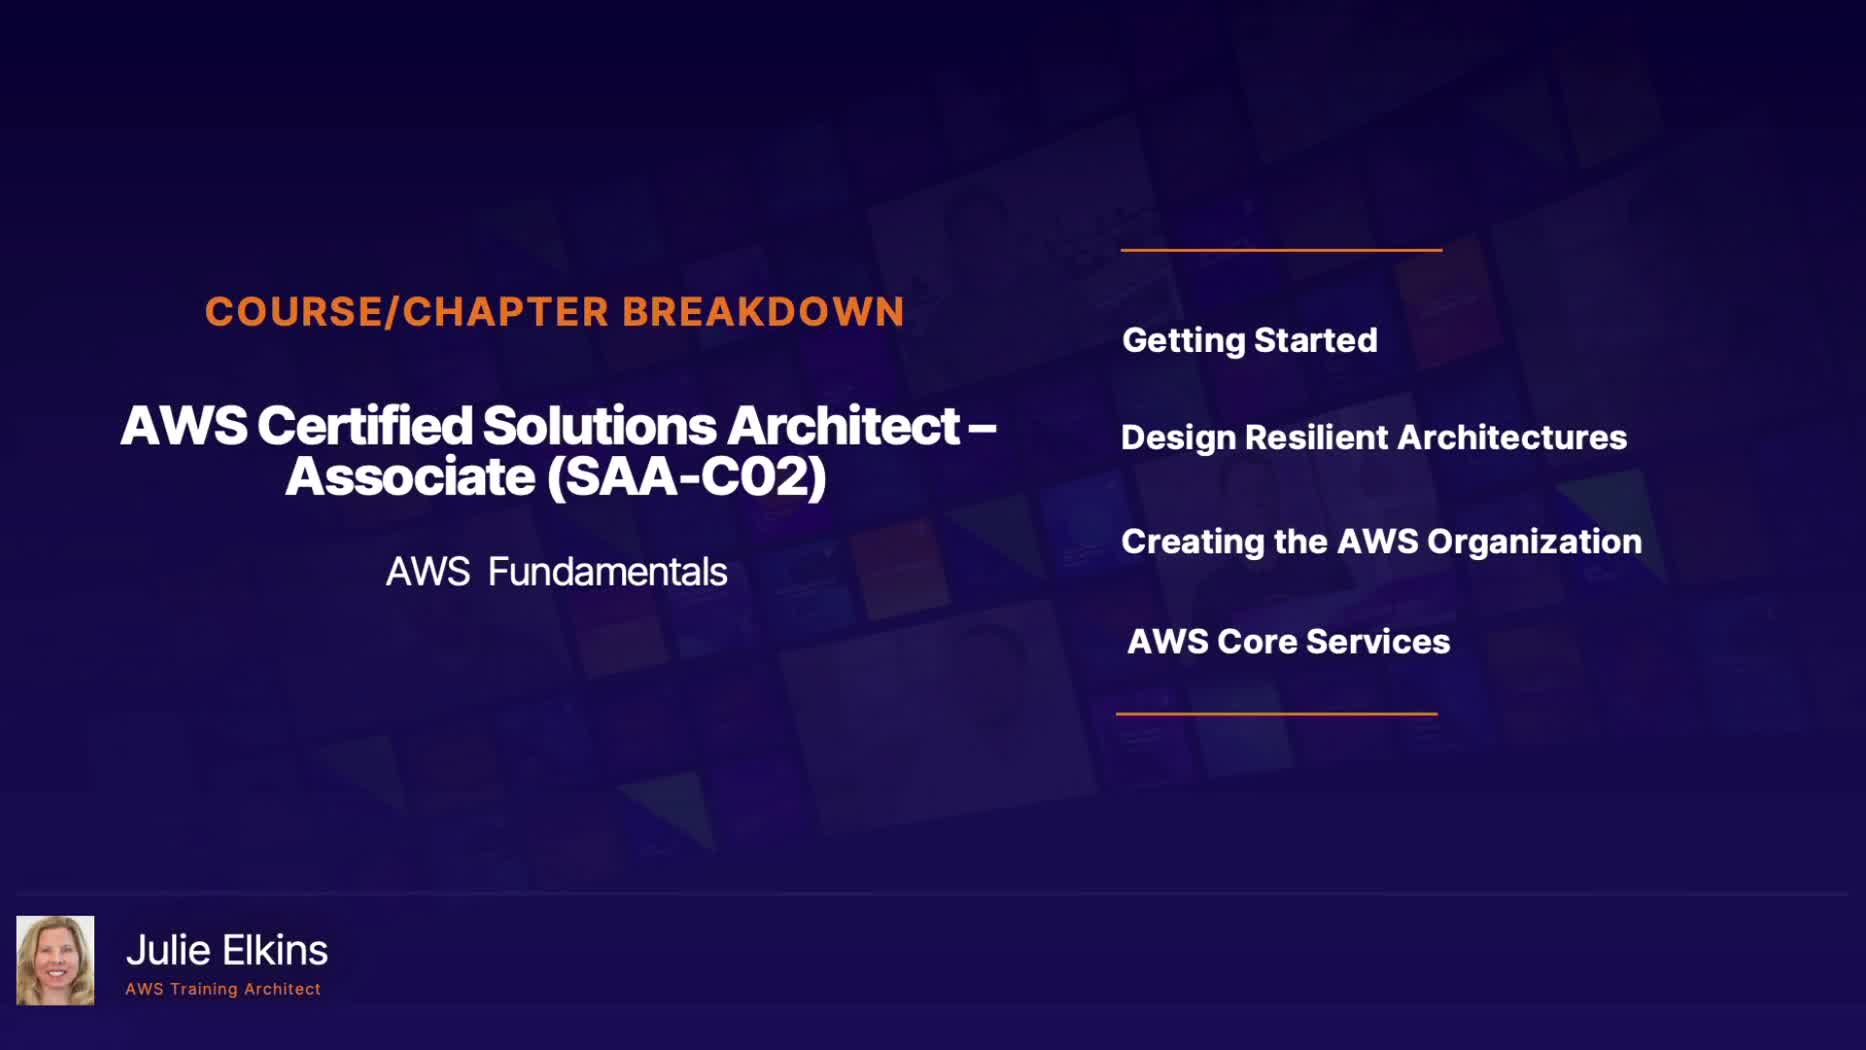 COURSE/CHAPTER BREAKDOWN
AWS Certified Solutions Architect –
Associate (SAA-C02)
AWS Fundamentals
Getting Started
Design Resilient Architectures
Creating the AWS Organization
AWS Core Services
Julie Elkins
AWS Training Architect